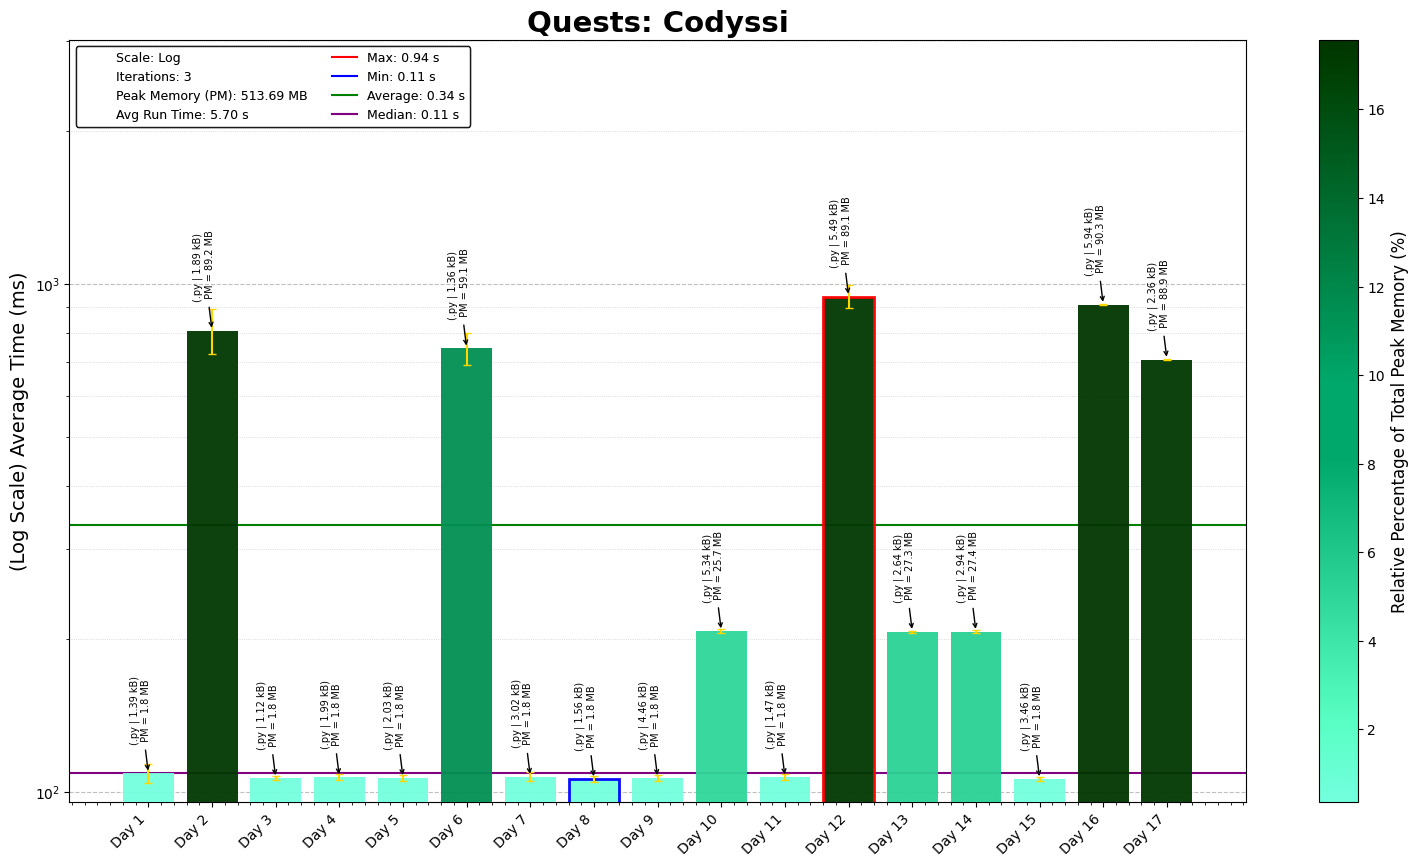 Quests: Codyssi
Scale: Log
Iterations: 3
Peak Memory (PM): 513.69 MB
Avg Run Time: 5.70 s
Max: 0.94 s
Min: 0.11 s
Average: 0.34 s
Median: 0.11 s
(Log Scale) Average Time (ms)
10³
10²
(.py | 1.39 kB)
PM = 1.8 MB
(.py | 1.89 kB)
PM = 89.2 MB
(.py | 1.12 kB)
PM = 1.8 MB
(.py | 1.99 kB)
PM = 1.8 MB
(.py | 2.03 kB)
PM = 1.8 MB
(.py | 1.36 kB)
PM = 59.1 MB
(.py | 3.02 kB)
PM = 1.8 MB
(.py | 1.56 kB)
PM = 1.8 MB
(.py | 4.46 kB)
PM = 1.8 MB
(.py | 5.34 kB)
PM = 25.7 MB
(.py | 1.47 kB)
PM = 1.8 MB
(.py | 5.49 kB)
PM = 89.1 MB
(.py | 2.64 kB)
PM = 27.3 MB
(.py | 2.94 kB)
PM = 27.4 MB
(.py | 3.46 kB)
PM = 1.8 MB
(.py | 5.94 kB)
PM = 90.3 MB
(.py | 2.36 kB)
PM = 88.9 MB
Day 1
Day 2
Day 3
Day 4
Day 5
Day 6
Day 7
Day 8
Day 9
Day 10
Day 11
Day 12
Day 13
Day 14
Day 15
Day 16
Day 17
16
14
12
10
8
6
4
2
Relative Percentage of Total Peak Memory (%)